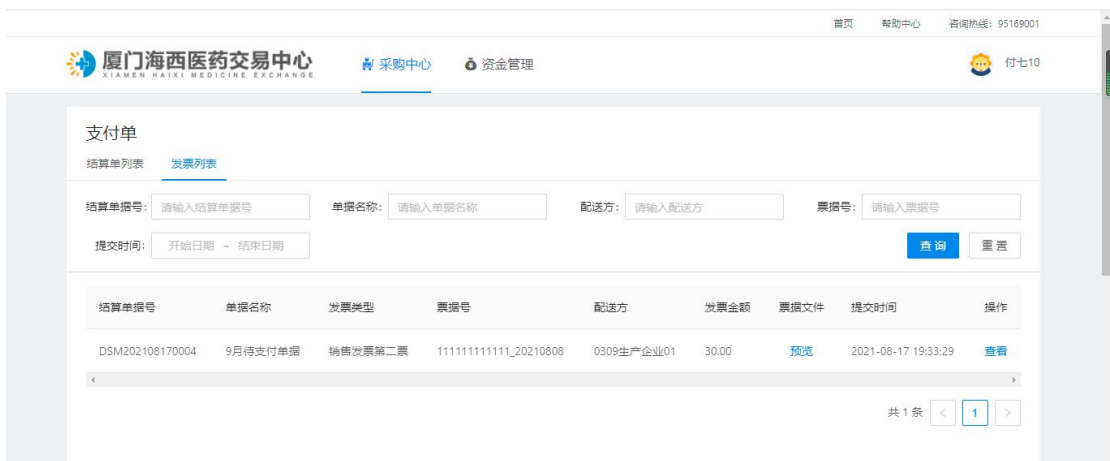 首页 帮助中心 咨询热线：95169001
厦门海西医药交易中心 采购中心 资金管理 付七10
XIAMEN HAIXI MEDICINE EXCHANGE
支付单
结算单列表 发票列表
结算单据号： 请输入结算单据号 单据名称： 请输入单据名称 配送方： 请输入配送方 票据号： 请输入票据号
提交时间： 开始日期 ~ 结束日期 查询 重置
结算单据号 单据名称 发票类型 票据号 配送方 发票金额 票据文件 提交时间 操作
DSM202108170004 9月待支付单据 销售发票第二票 111111111111_20210808 0309生产企业01 30.00 预览 2021-08-17 19:33:29 查看
共 1 条 < 1 >